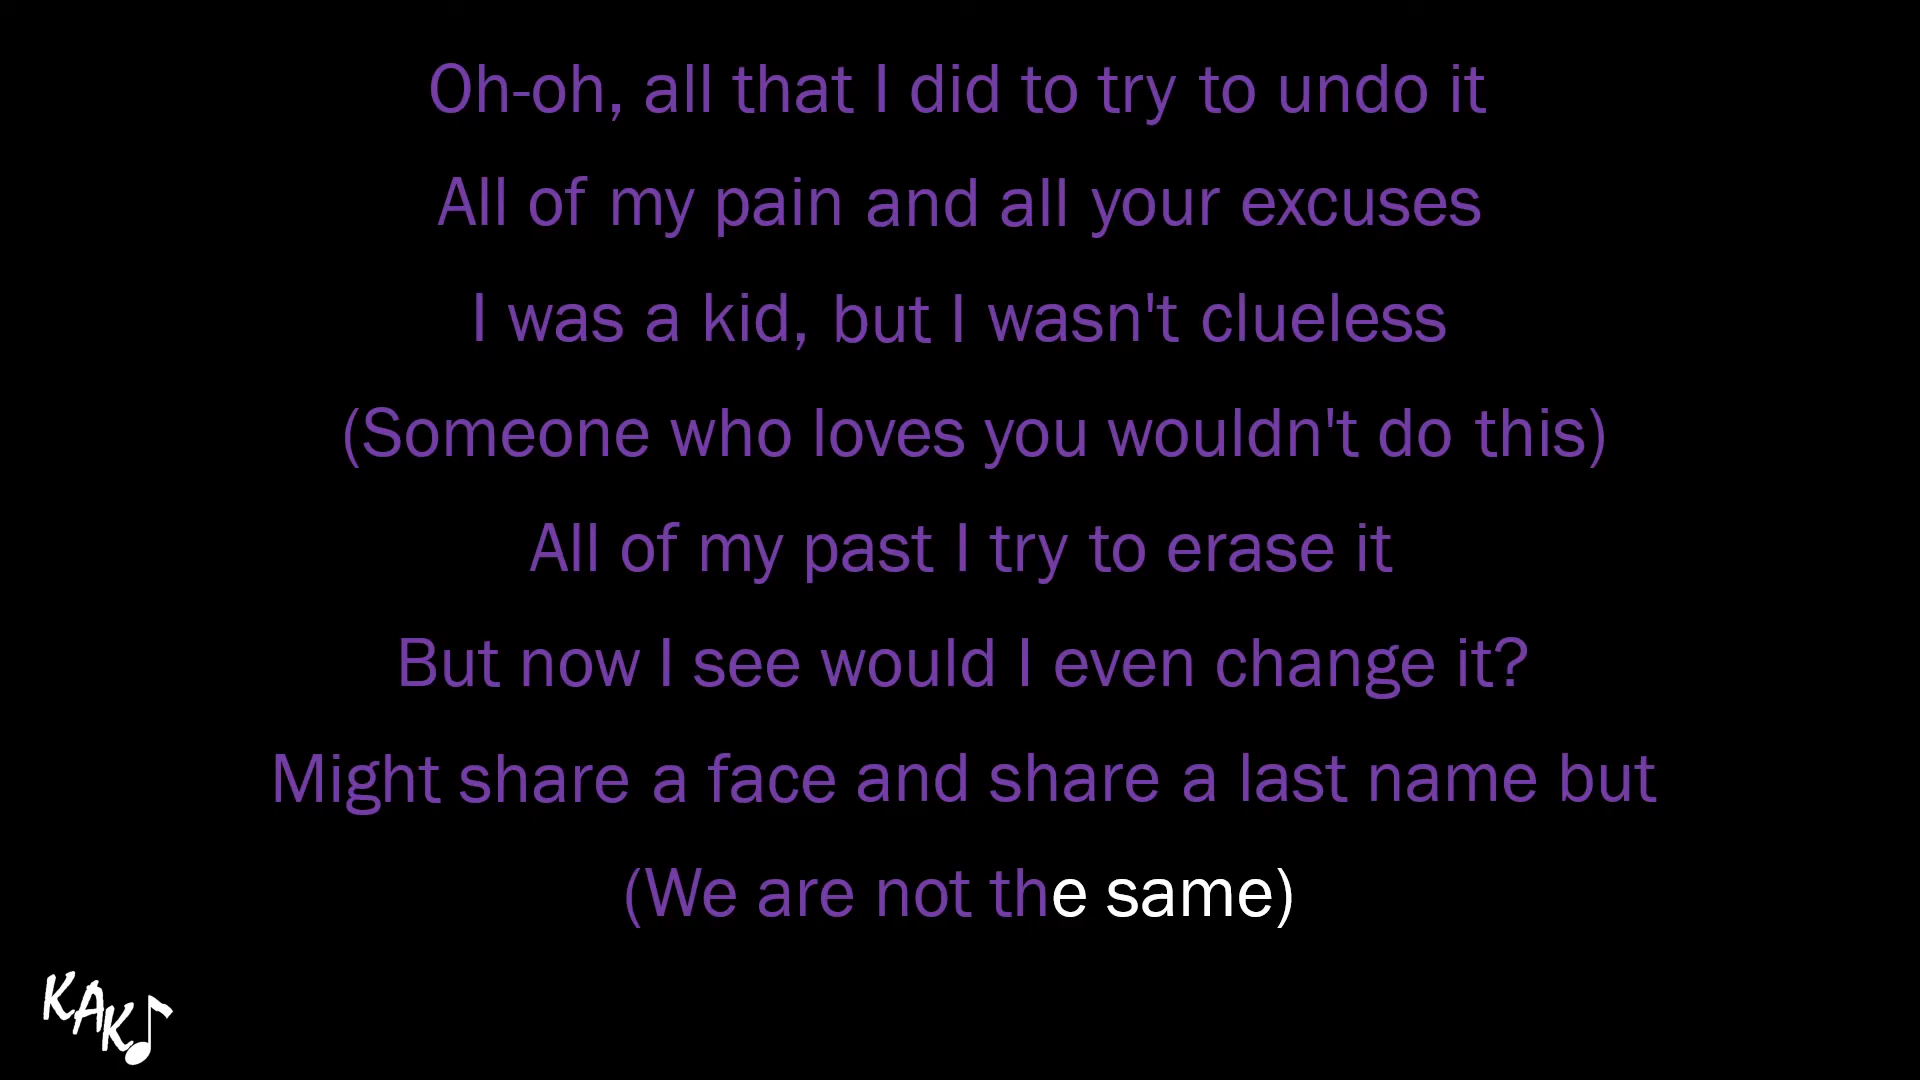 Oh-oh, all that I did to try to undo it
All of my pain and all your excuses
I was a kid, but I wasn't clueless
(Someone who loves you wouldn't do this)
All of my past I try to erase it
But now I see would I even change it?
Might share a face and share a last name but
(We are not the same)
KAK